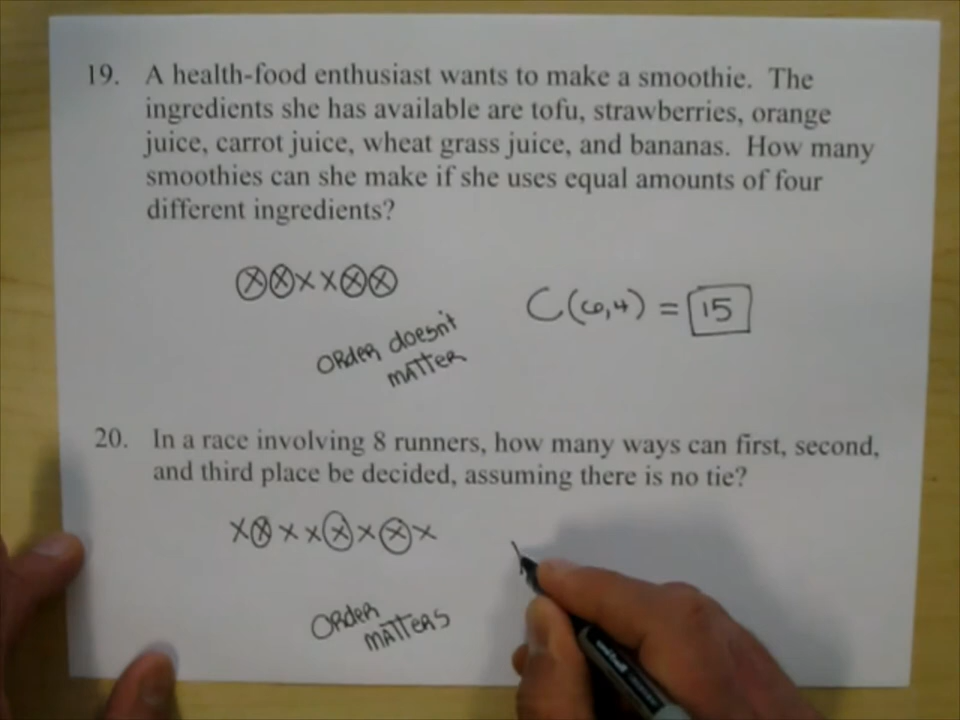 19. A health-food enthusiast wants to make a smoothie. The
ingredients she has available are tofu, strawberries, orange
juice, carrot juice, wheat grass juice, and bananas. How many
smoothies can she make if she uses equal amounts of four
different ingredients?
XXXXXX
C(6,4) = 15
ORDER doesn't
MATTER
20. In a race involving 8 runners, how many ways can first, second,
and third place be decided, assuming there is no tie?
XXXXXXXX
ORDER
MATTERS